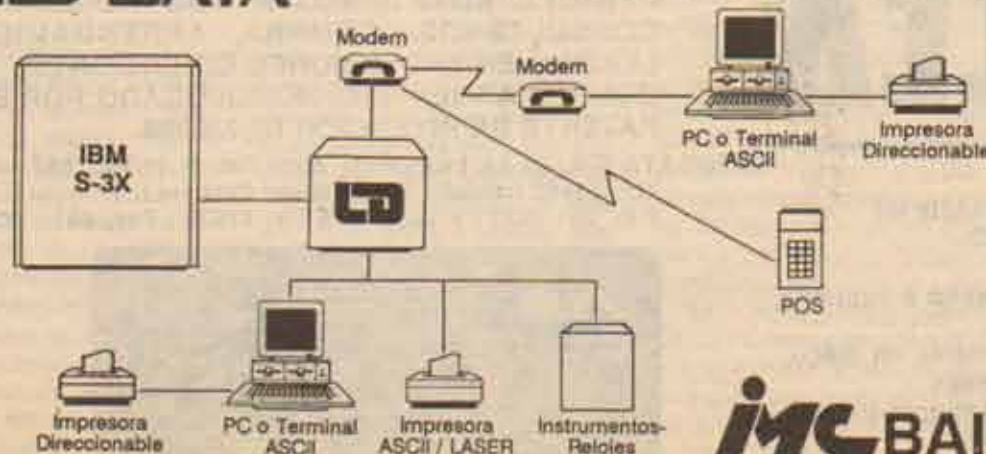 Modem
Modem
IBM
S-3X
PC o Terminal
ASCII
Impresora
Direccionable
POS
Impresora
Direccionable
PC o Terminal
ASCII
Impresora
ASCII / LASER
Instrumentos-
Relojes
imc BAI